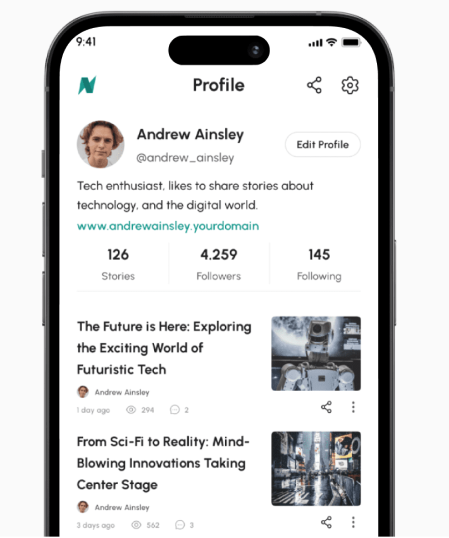 9:41
Profile
Andrew Ainsley
@andrew_ainsley
Edit Profile
Tech enthusiast, likes to share stories about
technology, and the digital world.
www.andrewainsley.yourdomain
126
4.259
145
Stories
Followers
Following
The Future is Here: Exploring
the Exciting World of
Futuristic Tech
Andrew Ainsley
1 day ago
294
2
From Sci-Fi to Reality: Mind-
Blowing Innovations Taking
Center Stage
Andrew Ainsley
3 days ago
562
3